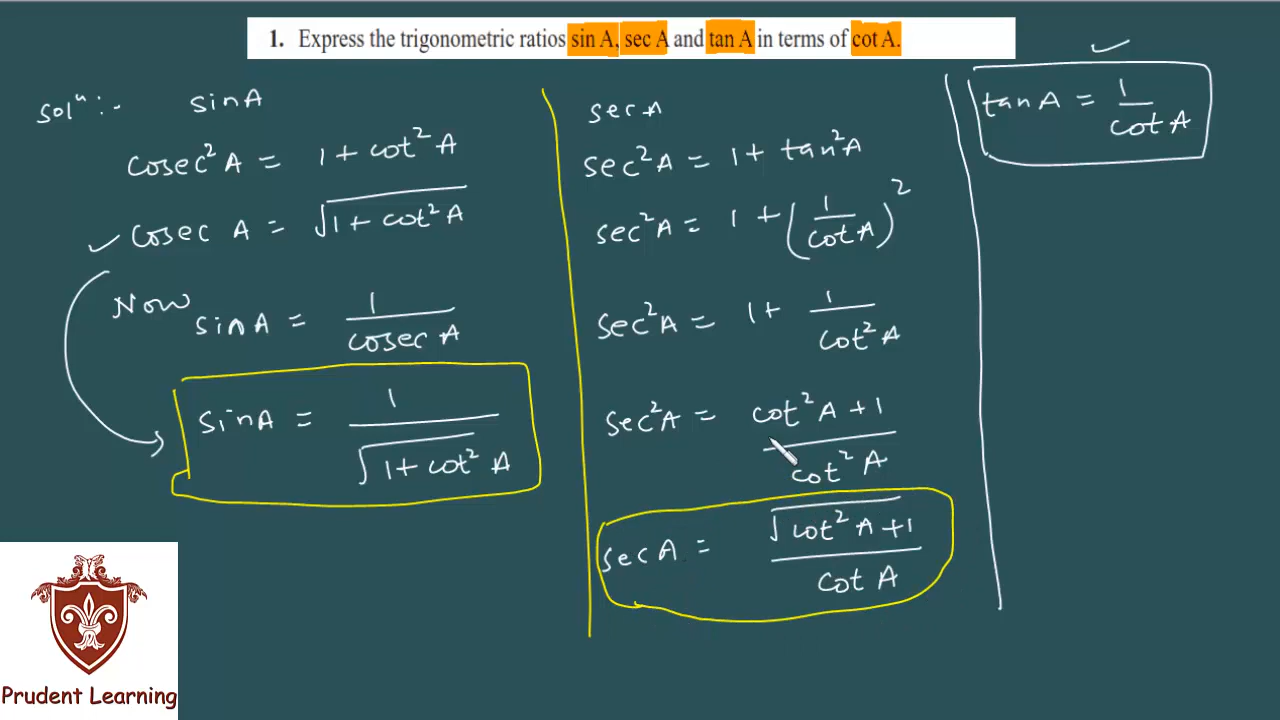 1. Express the trigonometric ratios sin A, sec A and tan A in terms of cot A.
Solⁿ :-
sinA
cosec²A = 1 + cot²A
cosec A = √(1 + cot²A)
Now
sinA = 1/cosec A
sinA = 1/√(1 + cot² A)
secA
sec²A = 1 + tan²A
sec²A = 1 + (1/cotA)²
sec²A = 1 + 1/cot²A
sec²A = (cot²A + 1)/cot²A
secA = √(cot²A + 1)/cot A
tanA = 1/cotA
Prudent Learning